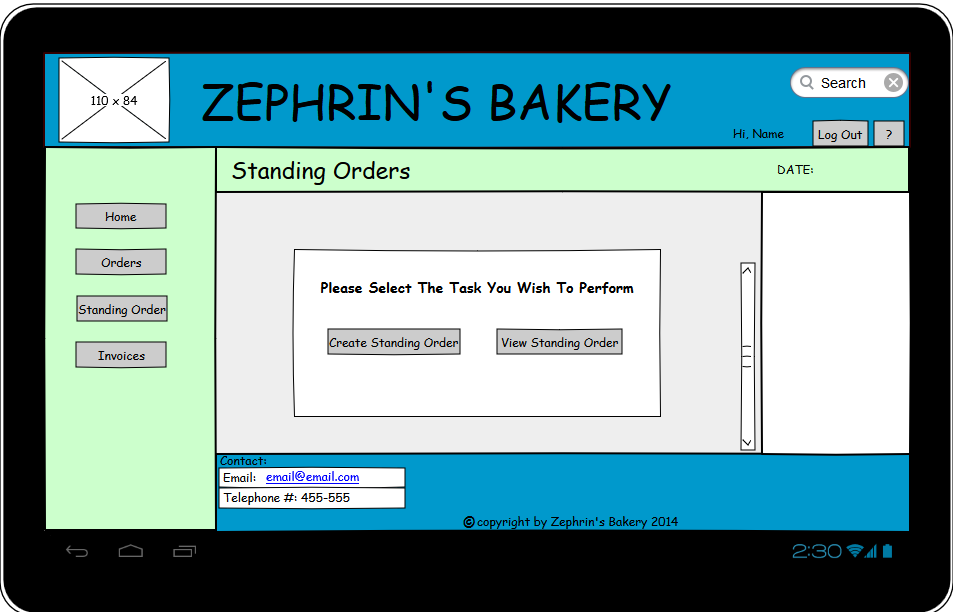 110 x 84
ZEPHRIN'S BAKERY
Search
Hi, Name
Log Out
?
Standing Orders
DATE:
Home
Orders
Standing Order
Invoices
Please Select The Task You Wish To Perform
Create Standing Order
View Standing Order
Contact:
Email: email@email.com
Telephone #: 455-555
© copyright by Zephrin's Bakery 2014
2:30